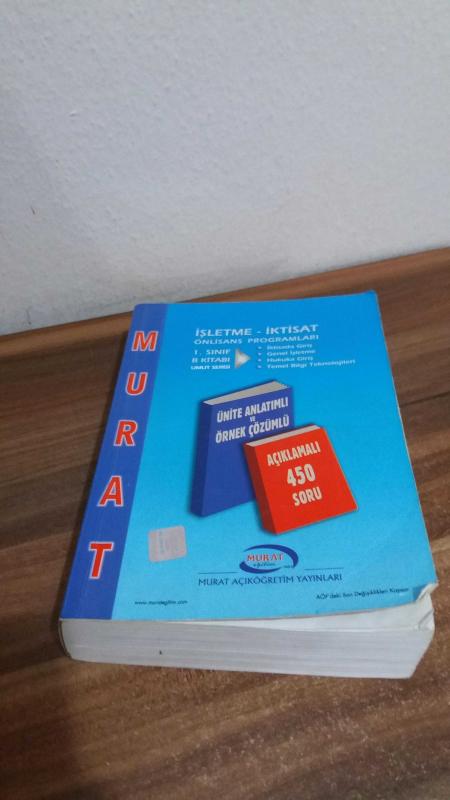 MURAT
İŞLETME - İKTİSAT
ÖNLİSANS PROGRAMLARI
1. SINIF
B KİTABI
UMUT SERİSİ
• İktisada Giriş
• Genel İşletme
• Hukuka Giriş
• Temel Bilgi Teknolojileri
ÜNİTE ANLATIMLI
ve
ÖRNEK ÇÖZÜMLÜ
AÇIKLAMALI
450
SORU
MURAT
eğitim
MURAT AÇIKÖĞRETİM YAYINLARI
www.murategitim.com
AÖF'deki Son Değişiklikleri Kapsar